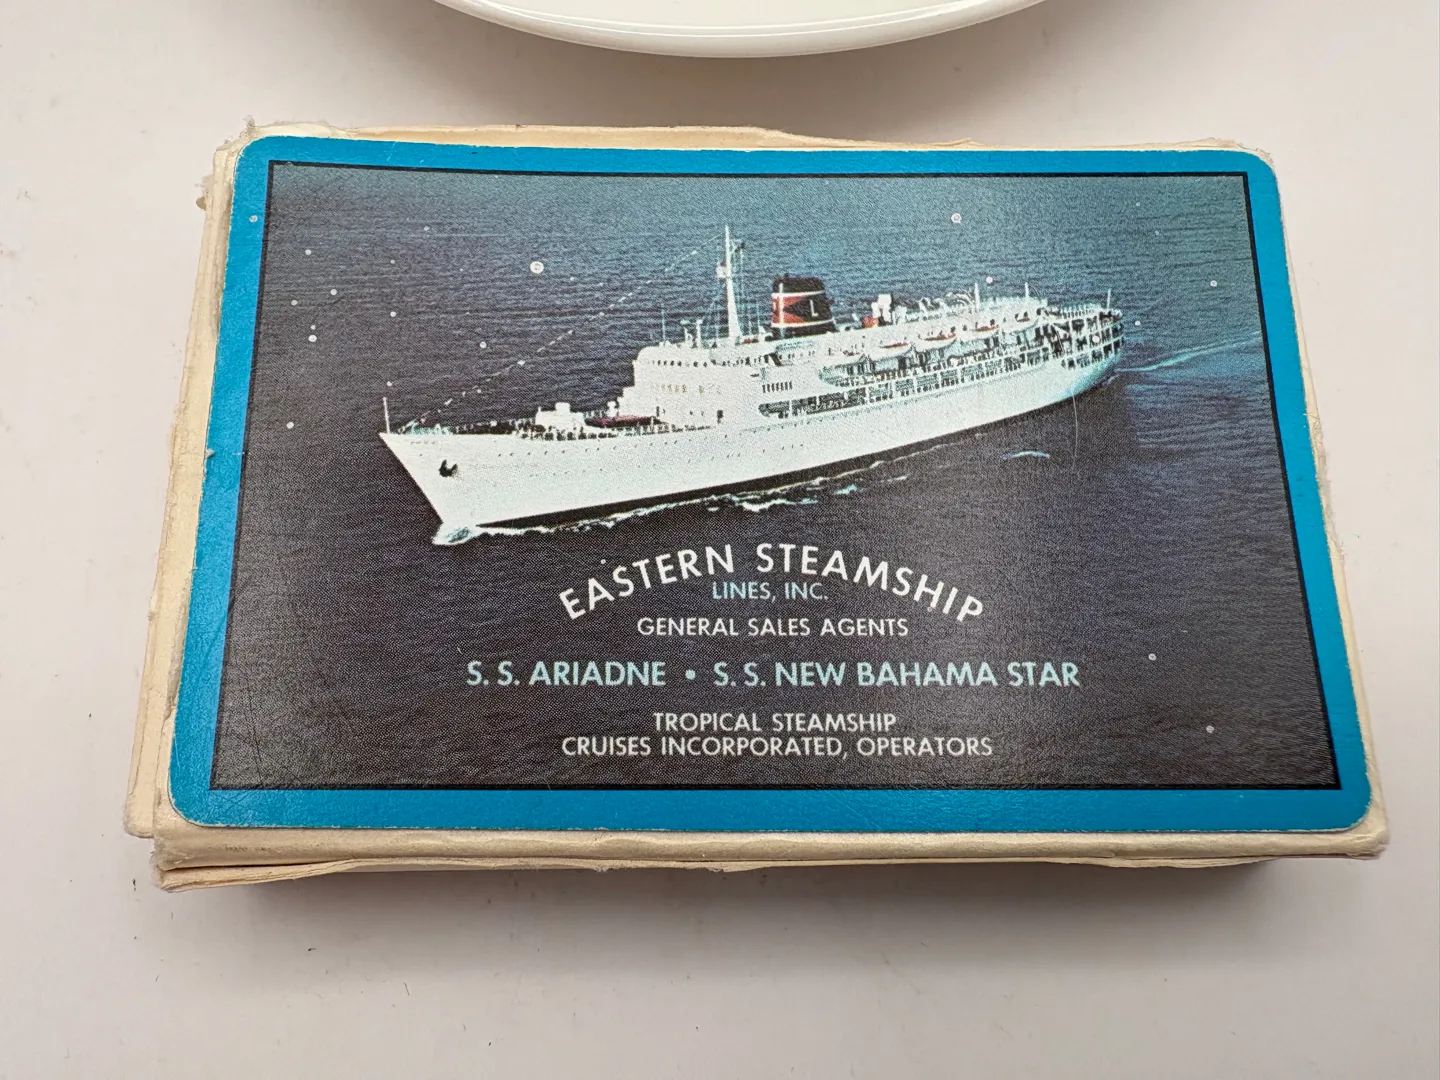 L
EASTERN STEAMSHIP
LINES, INC.
GENERAL SALES AGENTS
S. S. ARIADNE • S. S. NEW BAHAMA STAR
TROPICAL STEAMSHIP
CRUISES INCORPORATED, OPERATORS